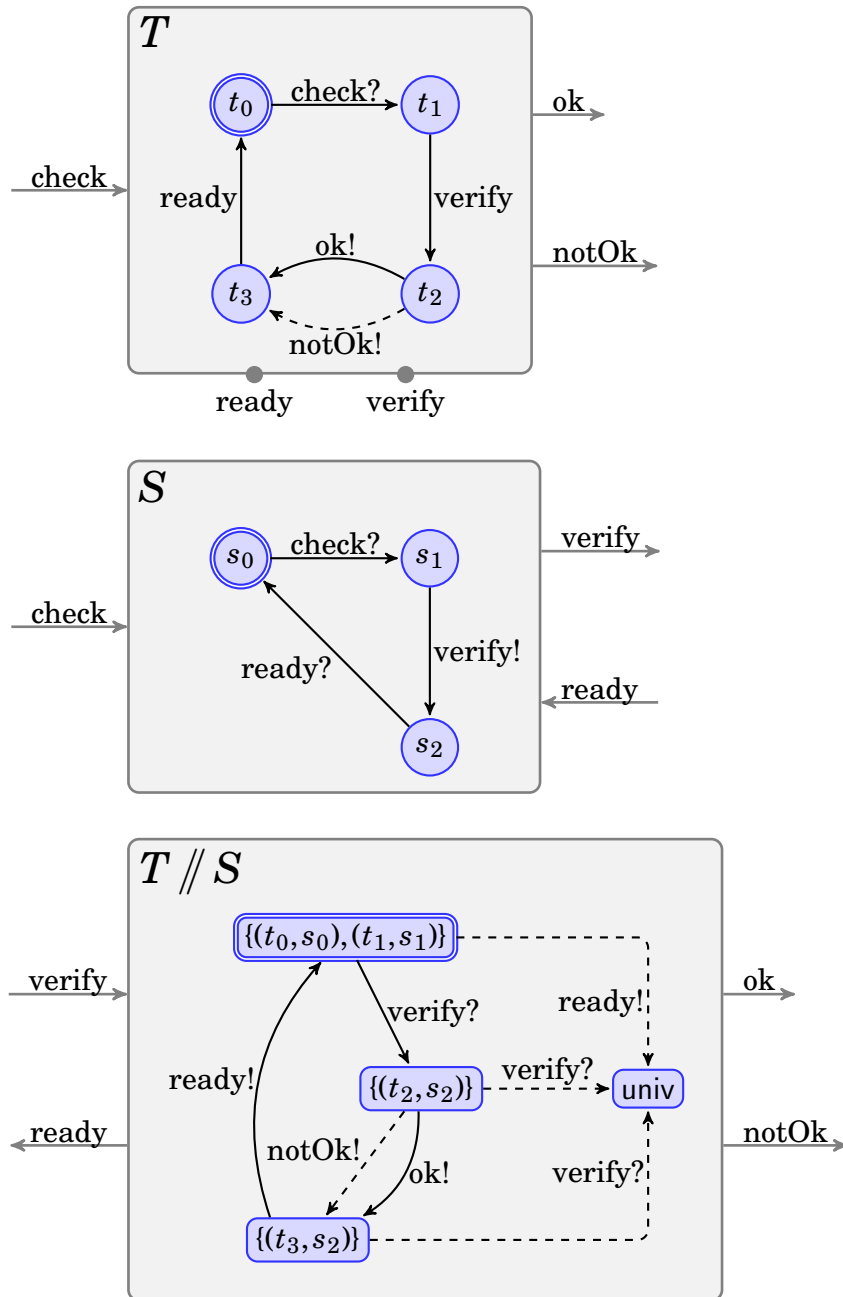 T
t0 check? t1
ok
check
ready verify
ok!
notOk
t3 t2
notOk!
ready verify
S
s0 check? s1
verify
check
ready? verify!
ready
s2
T // S
{(t0,s0),(t1,s1)}
verify
ok
verify? ready!
ready! {(t2,s2)} verify? univ
ready
notOk
notOk! ok! verify?
{(t3,s2)}